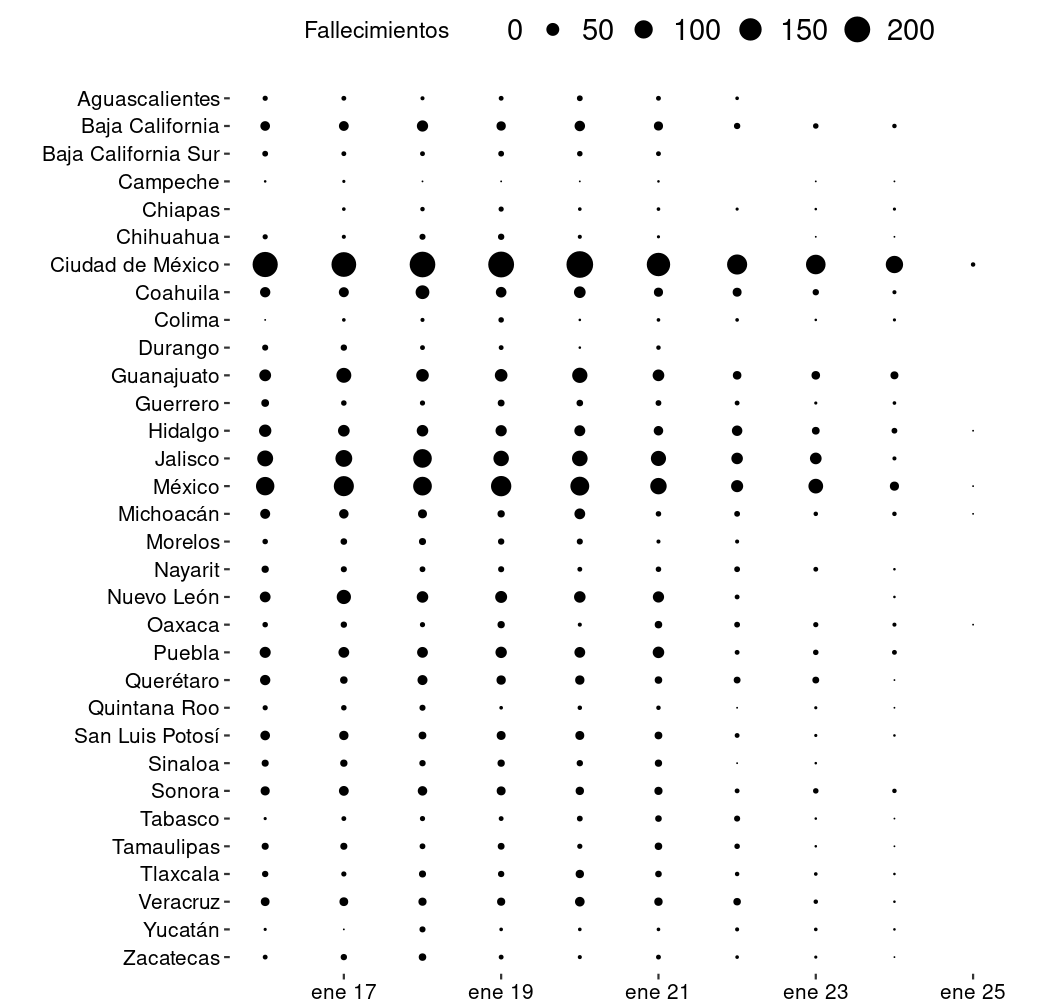 Fallecimientos 0 50 100 150 200
Aguascalientes
Baja California
Baja California Sur
Campeche
Chiapas
Chihuahua
Ciudad de México
Coahuila
Colima
Durango
Guanajuato
Guerrero
Hidalgo
Jalisco
México
Michoacán
Morelos
Nayarit
Nuevo León
Oaxaca
Puebla
Querétaro
Quintana Roo
San Luis Potosí
Sinaloa
Sonora
Tabasco
Tamaulipas
Tlaxcala
Veracruz
Yucatán
Zacatecas
ene 17 ene 19 ene 21 ene 23 ene 25